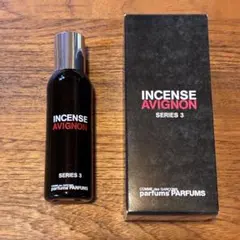 INCENSE
AVIGNON
SERIES 3
COMME des GARÇONS
parfums PARFUMS
INCENSE
AVIGNON
SERIES 3
COMME des GARÇONS
parfums PARFUMS